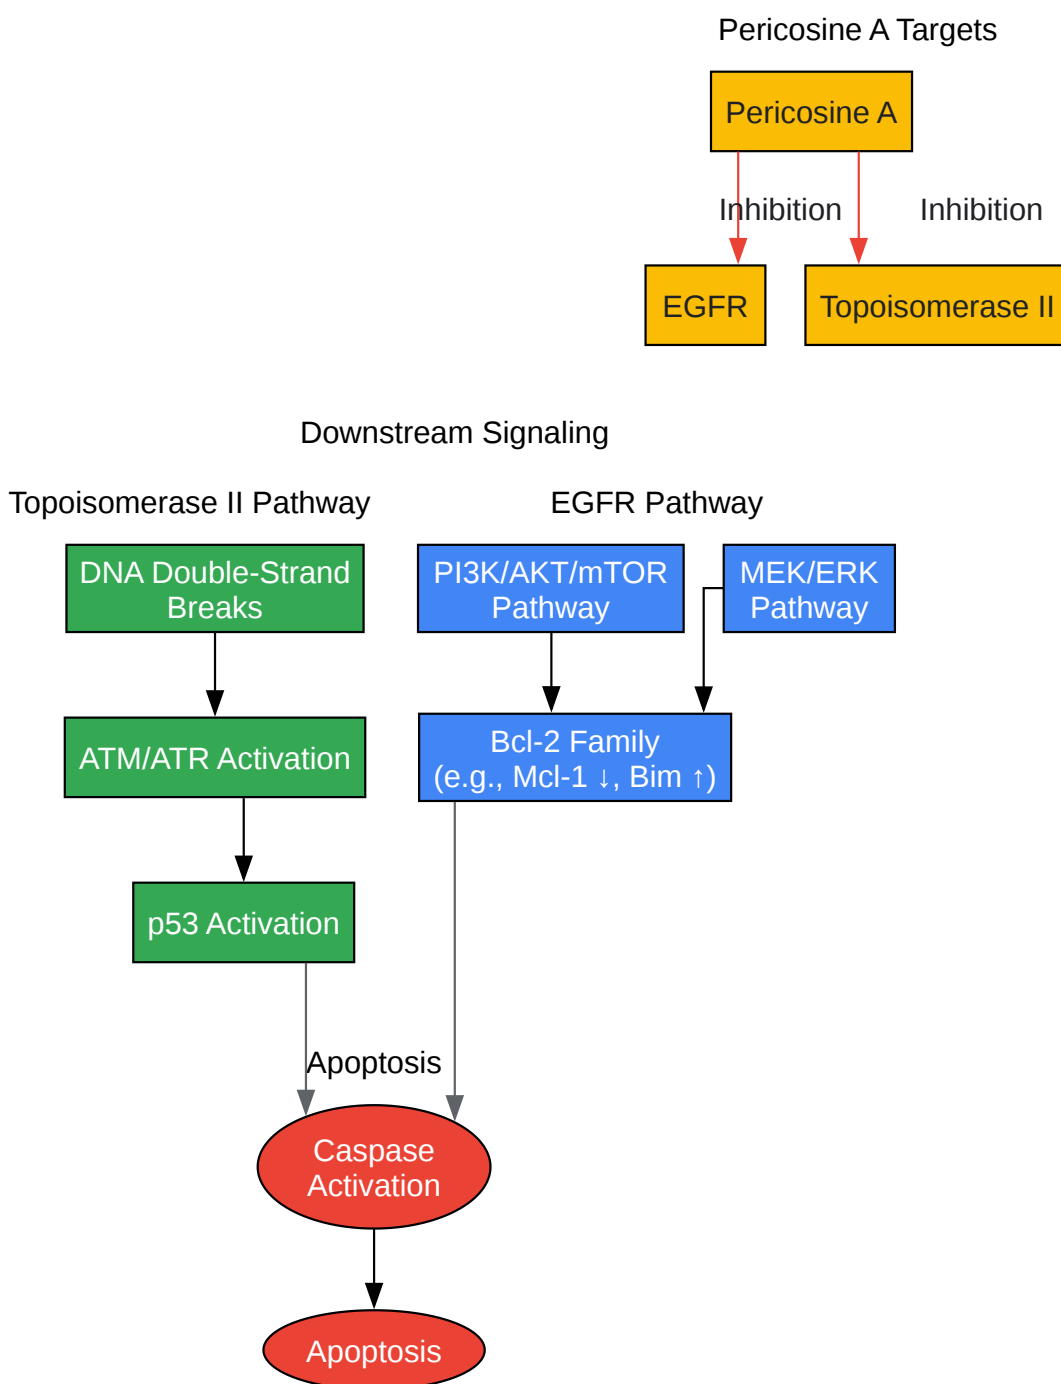 Pericosine A Targets
Pericosine A
Inhibition
Inhibition
EGFR
Topoisomerase II
Downstream Signaling
Topoisomerase II Pathway
EGFR Pathway
DNA Double-Strand
Breaks
PI3K/AKT/mTOR
Pathway
MEK/ERK
Pathway
ATM/ATR Activation
Bcl-2 Family
(e.g., Mcl-1 ↓, Bim ↑)
p53 Activation
Apoptosis
Caspase
Activation
Apoptosis